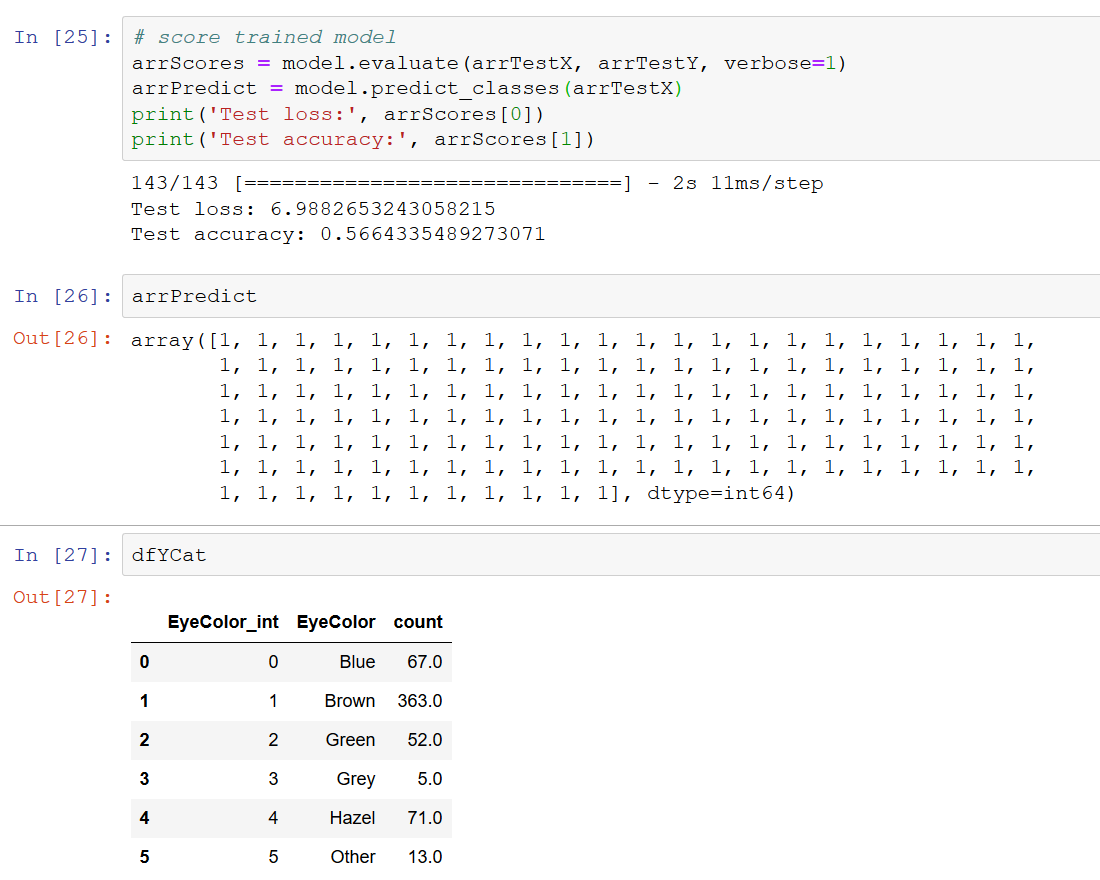 In [25]: # score trained model
arrScores = model.evaluate(arrTestX, arrTestY, verbose=1)
arrPredict = model.predict_classes(arrTestX)
print('Test loss:', arrScores[0])
print('Test accuracy:', arrScores[1])
143/143 [==============================] - 2s 11ms/step
Test loss: 6.9882653243058215
Test accuracy: 0.5664335489273071
In [26]: arrPredict
Out[26]: array([1, 1, 1, 1, 1, 1, 1, 1, 1, 1, 1, 1, 1, 1, 1, 1, 1, 1, 1, 1, 1, 1,
1, 1, 1, 1, 1, 1, 1, 1, 1, 1, 1, 1, 1, 1, 1, 1, 1, 1, 1, 1, 1, 1,
1, 1, 1, 1, 1, 1, 1, 1, 1, 1, 1, 1, 1, 1, 1, 1, 1, 1, 1, 1, 1, 1,
1, 1, 1, 1, 1, 1, 1, 1, 1, 1, 1, 1, 1, 1, 1, 1, 1, 1, 1, 1, 1, 1,
1, 1, 1, 1, 1, 1, 1, 1, 1, 1, 1, 1, 1, 1, 1, 1, 1, 1, 1, 1, 1, 1,
1, 1, 1, 1, 1, 1, 1, 1, 1, 1, 1, 1, 1, 1, 1, 1, 1, 1, 1, 1, 1, 1,
1, 1, 1, 1, 1, 1, 1, 1, 1, 1, 1], dtype=int64)
In [27]: dfYCat
Out[27]:
EyeColor_int EyeColor count
0 0 Blue 67.0
1 1 Brown 363.0
2 2 Green 52.0
3 3 Grey 5.0
4 4 Hazel 71.0
5 5 Other 13.0